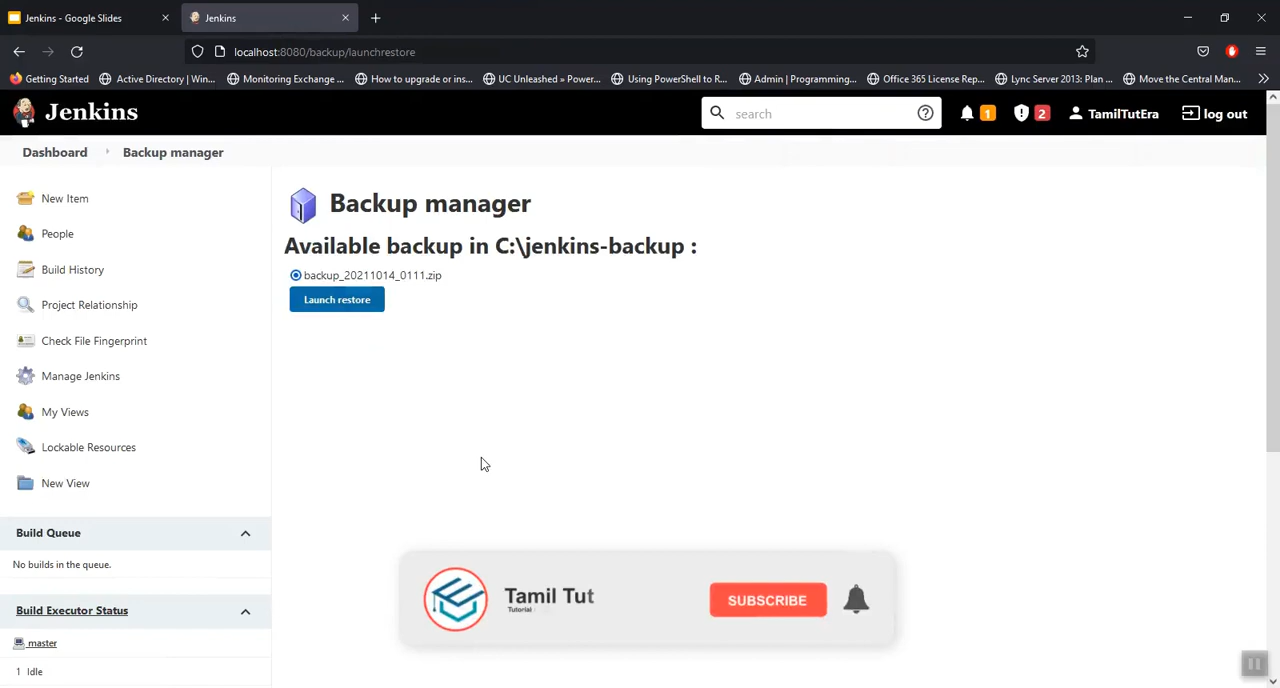 Jenkins - Google Slides
Jenkins
localhost:8080/backup/launchrestore
Getting Started
Active Directory | Win...
Monitoring Exchange ...
How to upgrade or ins...
UC Unleashed » Power...
Using PowerShell to R...
Admin | Programming...
Office 365 License Rep...
Lync Server 2013: Plan ...
Move the Central Man...
Jenkins
search
1
2
TamilTutEra
log out
Dashboard
Backup manager
New Item
People
Build History
Project Relationship
Check File Fingerprint
Manage Jenkins
My Views
Lockable Resources
New View
Build Queue
No builds in the queue.
Build Executor Status
master
1 Idle
Backup manager
Available backup in C:\jenkins-backup :
backup_20211014_0111.zip
Launch restore
Tamil Tut
Tutorial
SUBSCRIBE